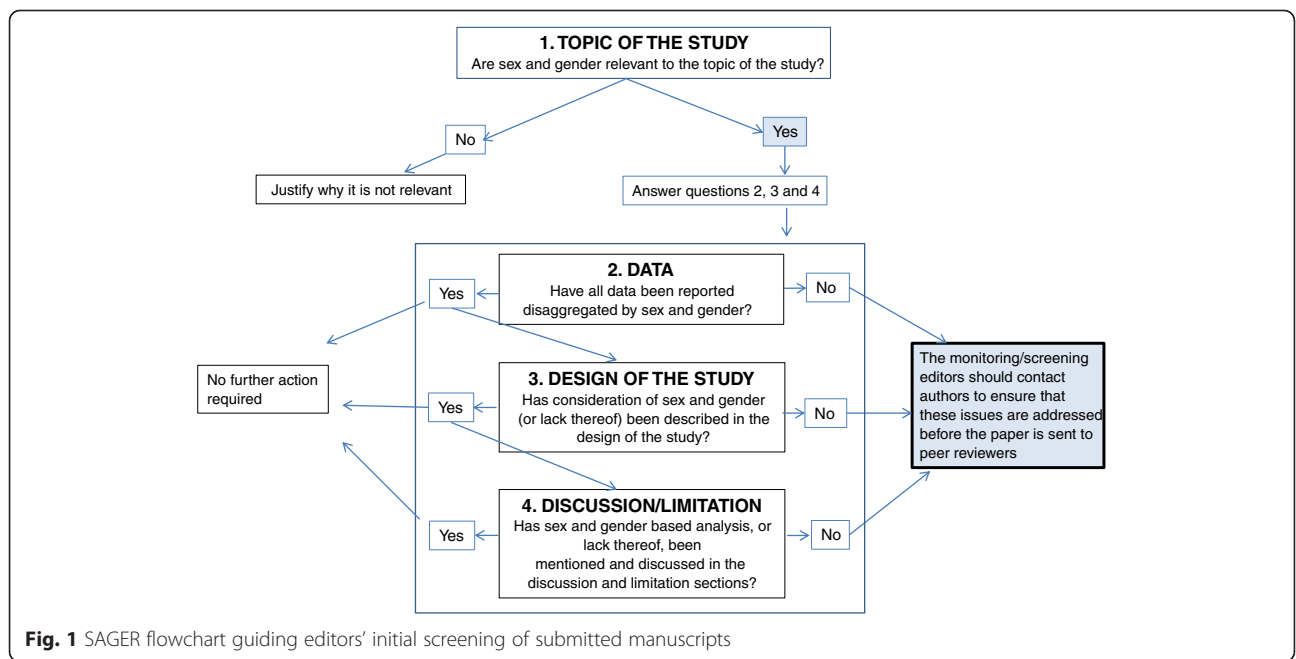 1. TOPIC OF THE STUDY
Are sex and gender relevant to the topic of the study?
No
Yes
Justify why it is not relevant
Answer questions 2, 3 and 4
2. DATA
Have all data been reported
disaggregated by sex and gender?
Yes
No
No further action
required
3. DESIGN OF THE STUDY
Has consideration of sex and gender
(or lack thereof) been described in the
design of the study?
Yes
No
The monitoring/screening
editors should contact
authors to ensure that
these issues are addressed
before the paper is sent to
peer reviewers
4. DISCUSSION/LIMITATION
Has sex and gender based analysis, or
lack thereof, been
mentioned and discussed in the
discussion and limitation sections?
Yes
No
Fig. 1 SAGER flowchart guiding editors' initial screening of submitted manuscripts